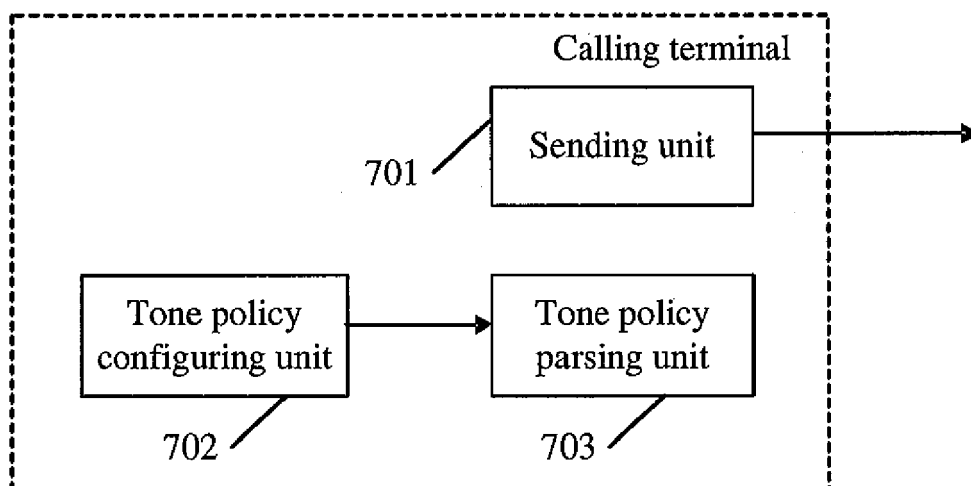 Calling terminal
Sending unit
701
Tone policy
configuring unit
Tone policy
parsing unit
702
703